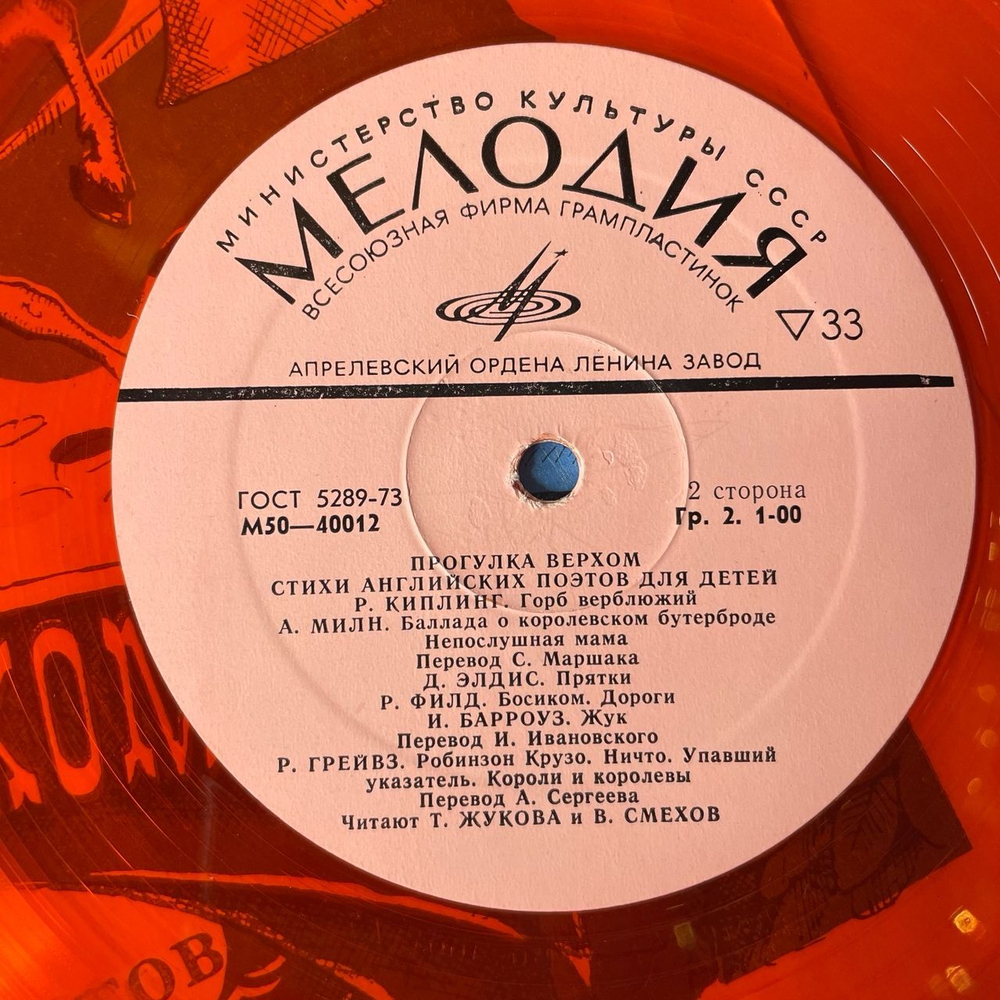 МИНИСТЕРСТВО КУЛЬТУРЫ СССР
МЕЛОДИЯ
ВСЕСОЮЗНАЯ ФИРМА ГРАМПЛАСТИНОК
33
АПРЕЛЕВСКИЙ ОРДЕНА ЛЕНИНА ЗАВОД
ГОСТ 5289-73
М50—40012
2 сторона
Гр. 2. 1-00
ПРОГУЛКА ВЕРХОМ
СТИХИ АНГЛИЙСКИХ ПОЭТОВ ДЛЯ ДЕТЕЙ
Р. КИПЛИНГ. Горб верблюжий
А. МИЛН. Баллада о королевском бутерброде
Непослушная мама
Перевод С. Маршака
Д. ЭЛДИС. Прятки
Р. ФИЛД. Босиком. Дороги
И. БАРРОУЗ. Жук
Перевод И. Ивановского
Р. ГРЕЙВЗ. Робинзон Крузо. Ничто. Упавший
указатель. Короли и королевы
Перевод А. Сергеева
Читают Т. ЖУКОВА и В. СМЕХОВ